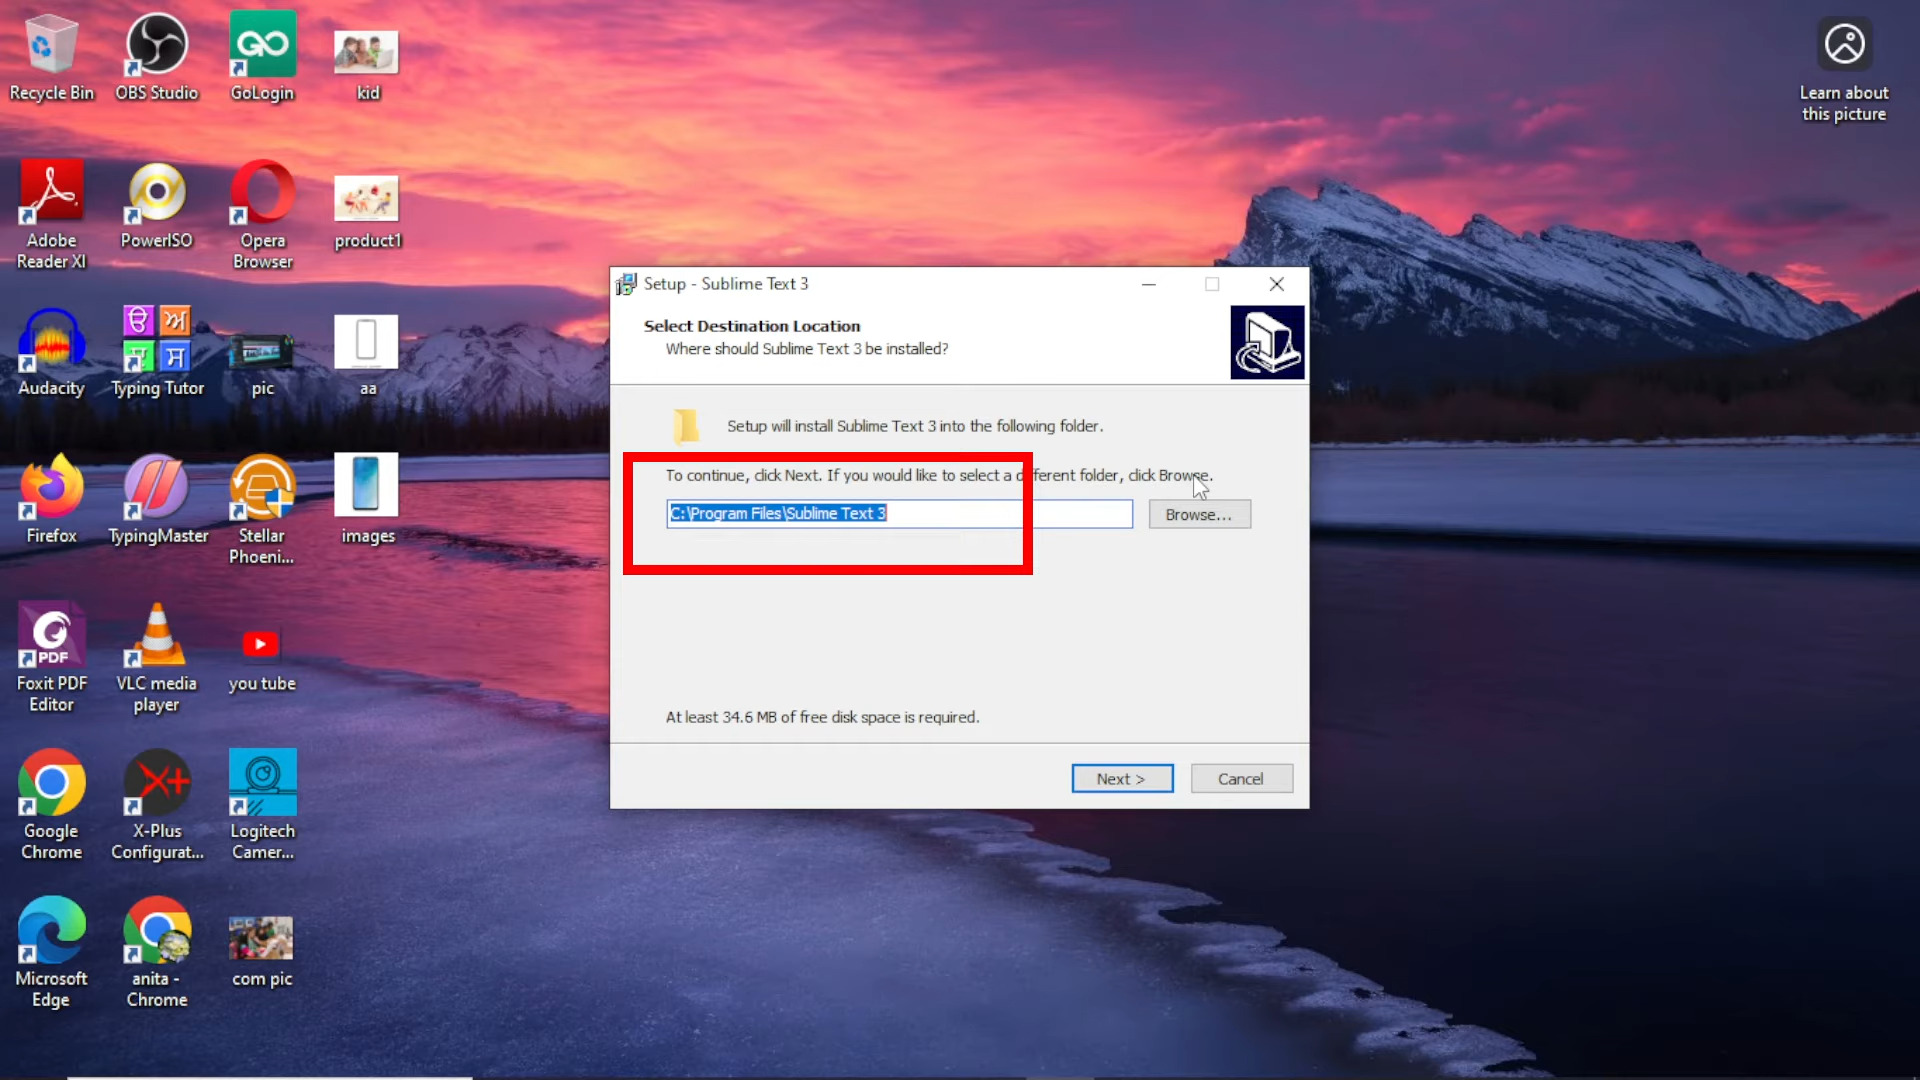 Recycle Bin
OBS Studio
GoLogin
kid
Learn about
this picture
Adobe
Reader XI
PowerISO
Opera
Browser
product1
Audacity
Typing Tutor
pic
aa
Firefox
TypingMaster
Stellar
Phoeni...
images
PDF
Foxit PDF
Editor
VLC media
player
you tube
Google
Chrome
X-Plus
Configurat...
Logitech
Camer...
Microsoft
Edge
anita -
Chrome
com pic
Setup - Sublime Text 3
Select Destination Location
Where should Sublime Text 3 be installed?
Setup will install Sublime Text 3 into the following folder.
To continue, click Next. If you would like to select a different folder, click Browse.
C:\Program Files\Sublime Text 3
Browse...
At least 34.6 MB of free disk space is required.
Next >
Cancel